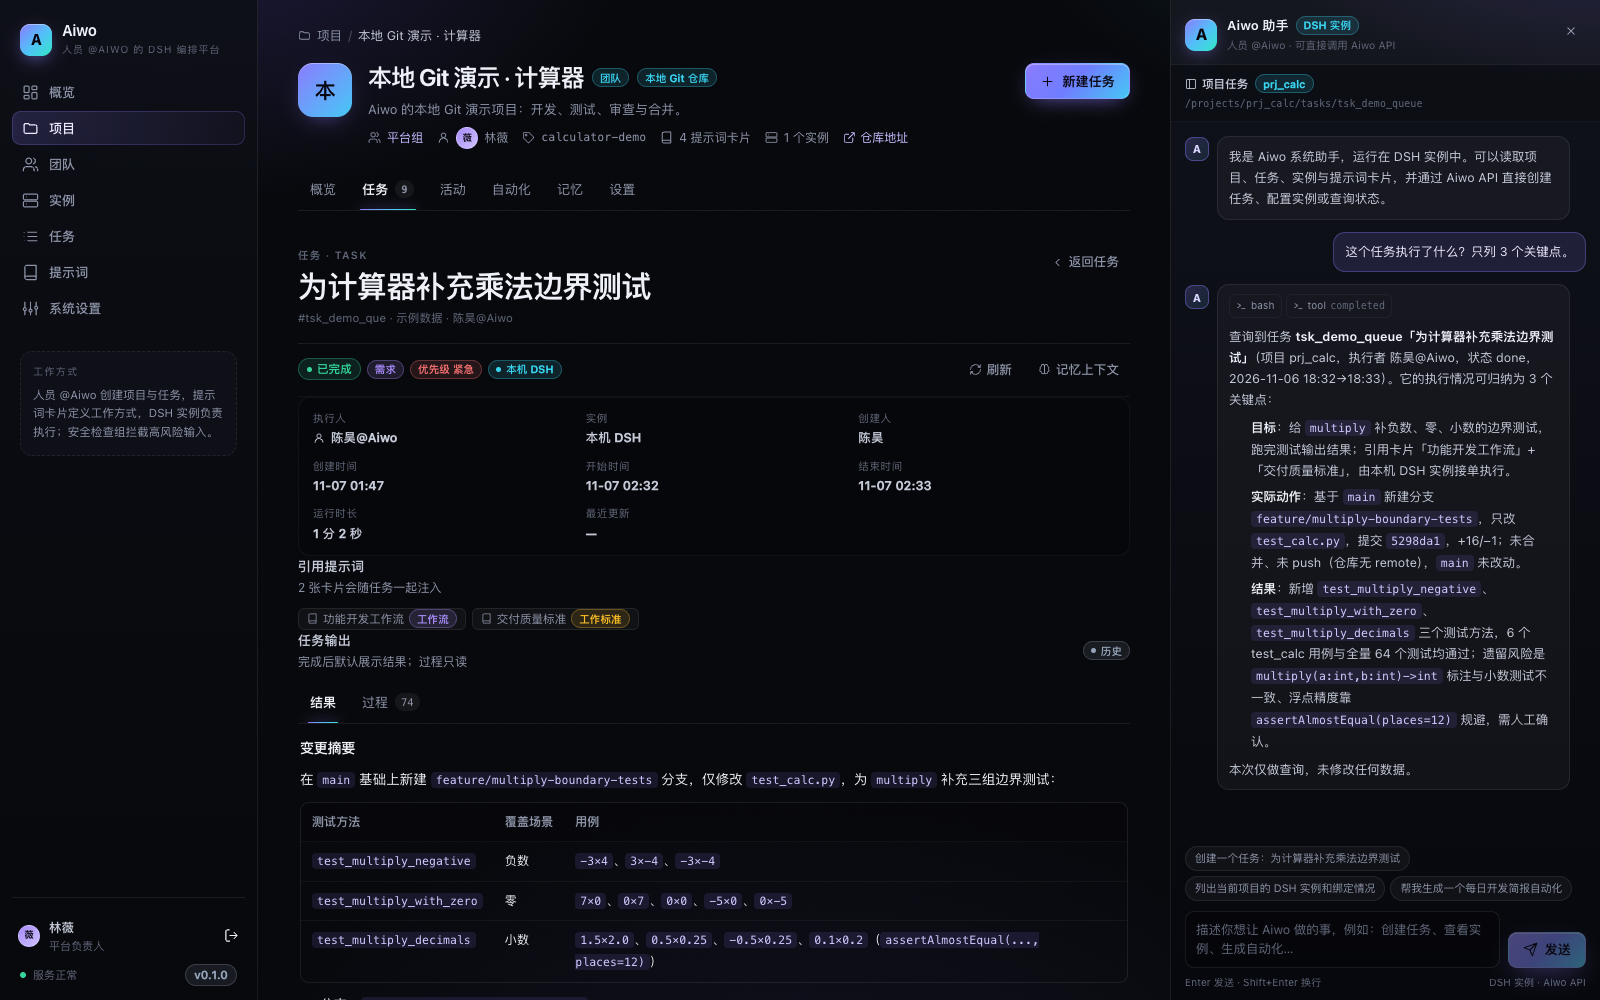 A
Aiwo
人员 @AIWO 的 DSH 编排平台
概览
项目
团队
实例
任务
提示词
系统设置
工作方式
人员 @Aiwo 创建项目与任务，提示
词卡片定义工作方式，DSH 实例负责
执行；安全检查组拦截高风险输入。
薇
林薇
平台负责人
服务正常
v0.1.0
项目 / 本地 Git 演示 · 计算器
本
本地 Git 演示 · 计算器
团队
本地 Git 仓库
Aiwo 的本地 Git 演示项目：开发、测试、审查与合并。
平台组
薇
林薇
calculator-demo
4 提示词卡片
1 个实例
仓库地址
新建任务
概览
任务 9
活动
自动化
记忆
设置
任务 · TASK
为计算器补充乘法边界测试
#tsk_demo_que · 示例数据 · 陈昊@Aiwo
返回任务
已完成
需求
优先级 紧急
本机 DSH
刷新
记忆上下文
执行人
陈昊@Aiwo
实例
本机 DSH
创建人
陈昊
创建时间
11-07 01:47
开始时间
11-07 02:32
结束时间
11-07 02:33
运行时长
1 分 2 秒
最近更新
—
引用提示词
2 张卡片会随任务一起注入
功能开发工作流 工作流
交付质量标准 工作标准
任务输出
完成后默认展示结果；过程只读
历史
结果
过程 74
变更摘要
在 main 基础上新建 feature/multiply-boundary-tests 分支，仅修改 test_calc.py，为 multiply 补充三组边界测试：
测试方法 覆盖场景 用例
test_multiply_negative 负数 −3×4、3×−4、−3×−4
test_multiply_with_zero 零 7×0、0×7、0×0、−5×0、0×−5
test_multiply_decimals 小数 1.5×2.0、0.5×0.25、−0.5×0.25、0.1×0.2（assertAlmostEqual(...,
places=12)）
A
Aiwo 助手
DSH 实例
人员 @Aiwo · 可直接调用 Aiwo API
项目任务 prj_calc
/projects/prj_calc/tasks/tsk_demo_queue
A
我是 Aiwo 系统助手，运行在 DSH 实例中。可以读取项
目、任务、实例与提示词卡片，并通过 Aiwo API 直接创建
任务、配置实例或查询状态。
这个任务执行了什么？只列 3 个关键点。
A
>_ bash
>_ tool completed
查询到任务 tsk_demo_queue「为计算器补充乘法边界测
试」（项目 prj_calc，执行者 陈昊@Aiwo，状态 done，
2026-11-06 18:32→18:33）。它的执行情况可归纳为 3 个
关键点：
目标：给 multiply 补负数、零、小数的边界测试，
跑完测试输出结果；引用卡片「功能开发工作流」+
「交付质量标准」，由本机 DSH 实例接单执行。
实际动作：基于 main 新建分支
feature/multiply-boundary-tests，只改
test_calc.py，提交 5298da1，+16/−1；未合
并、未 push（仓库无 remote），main 未改动。
结果：新增 test_multiply_negative、
test_multiply_with_zero、
test_multiply_decimals 三个测试方法，6 个
test_calc 用例与全量 64 个测试均通过；遗留风险是
multiply(a:int,b:int)->int 标注与小数测试不
一致、浮点精度靠
assertAlmostEqual(places=12) 规避，需人工确
认。
本次仅做查询，未修改任何数据。
创建一个任务：为计算器补充乘法边界测试
列出当前项目的 DSH 实例和绑定情况
帮我生成一个每日开发简报自动化
描述你想让 Aiwo 做的事，例如：创建任务、查看实
例、生成自动化...
发送
Enter 发送 · Shift+Enter 换行
DSH 实例 · Aiwo API